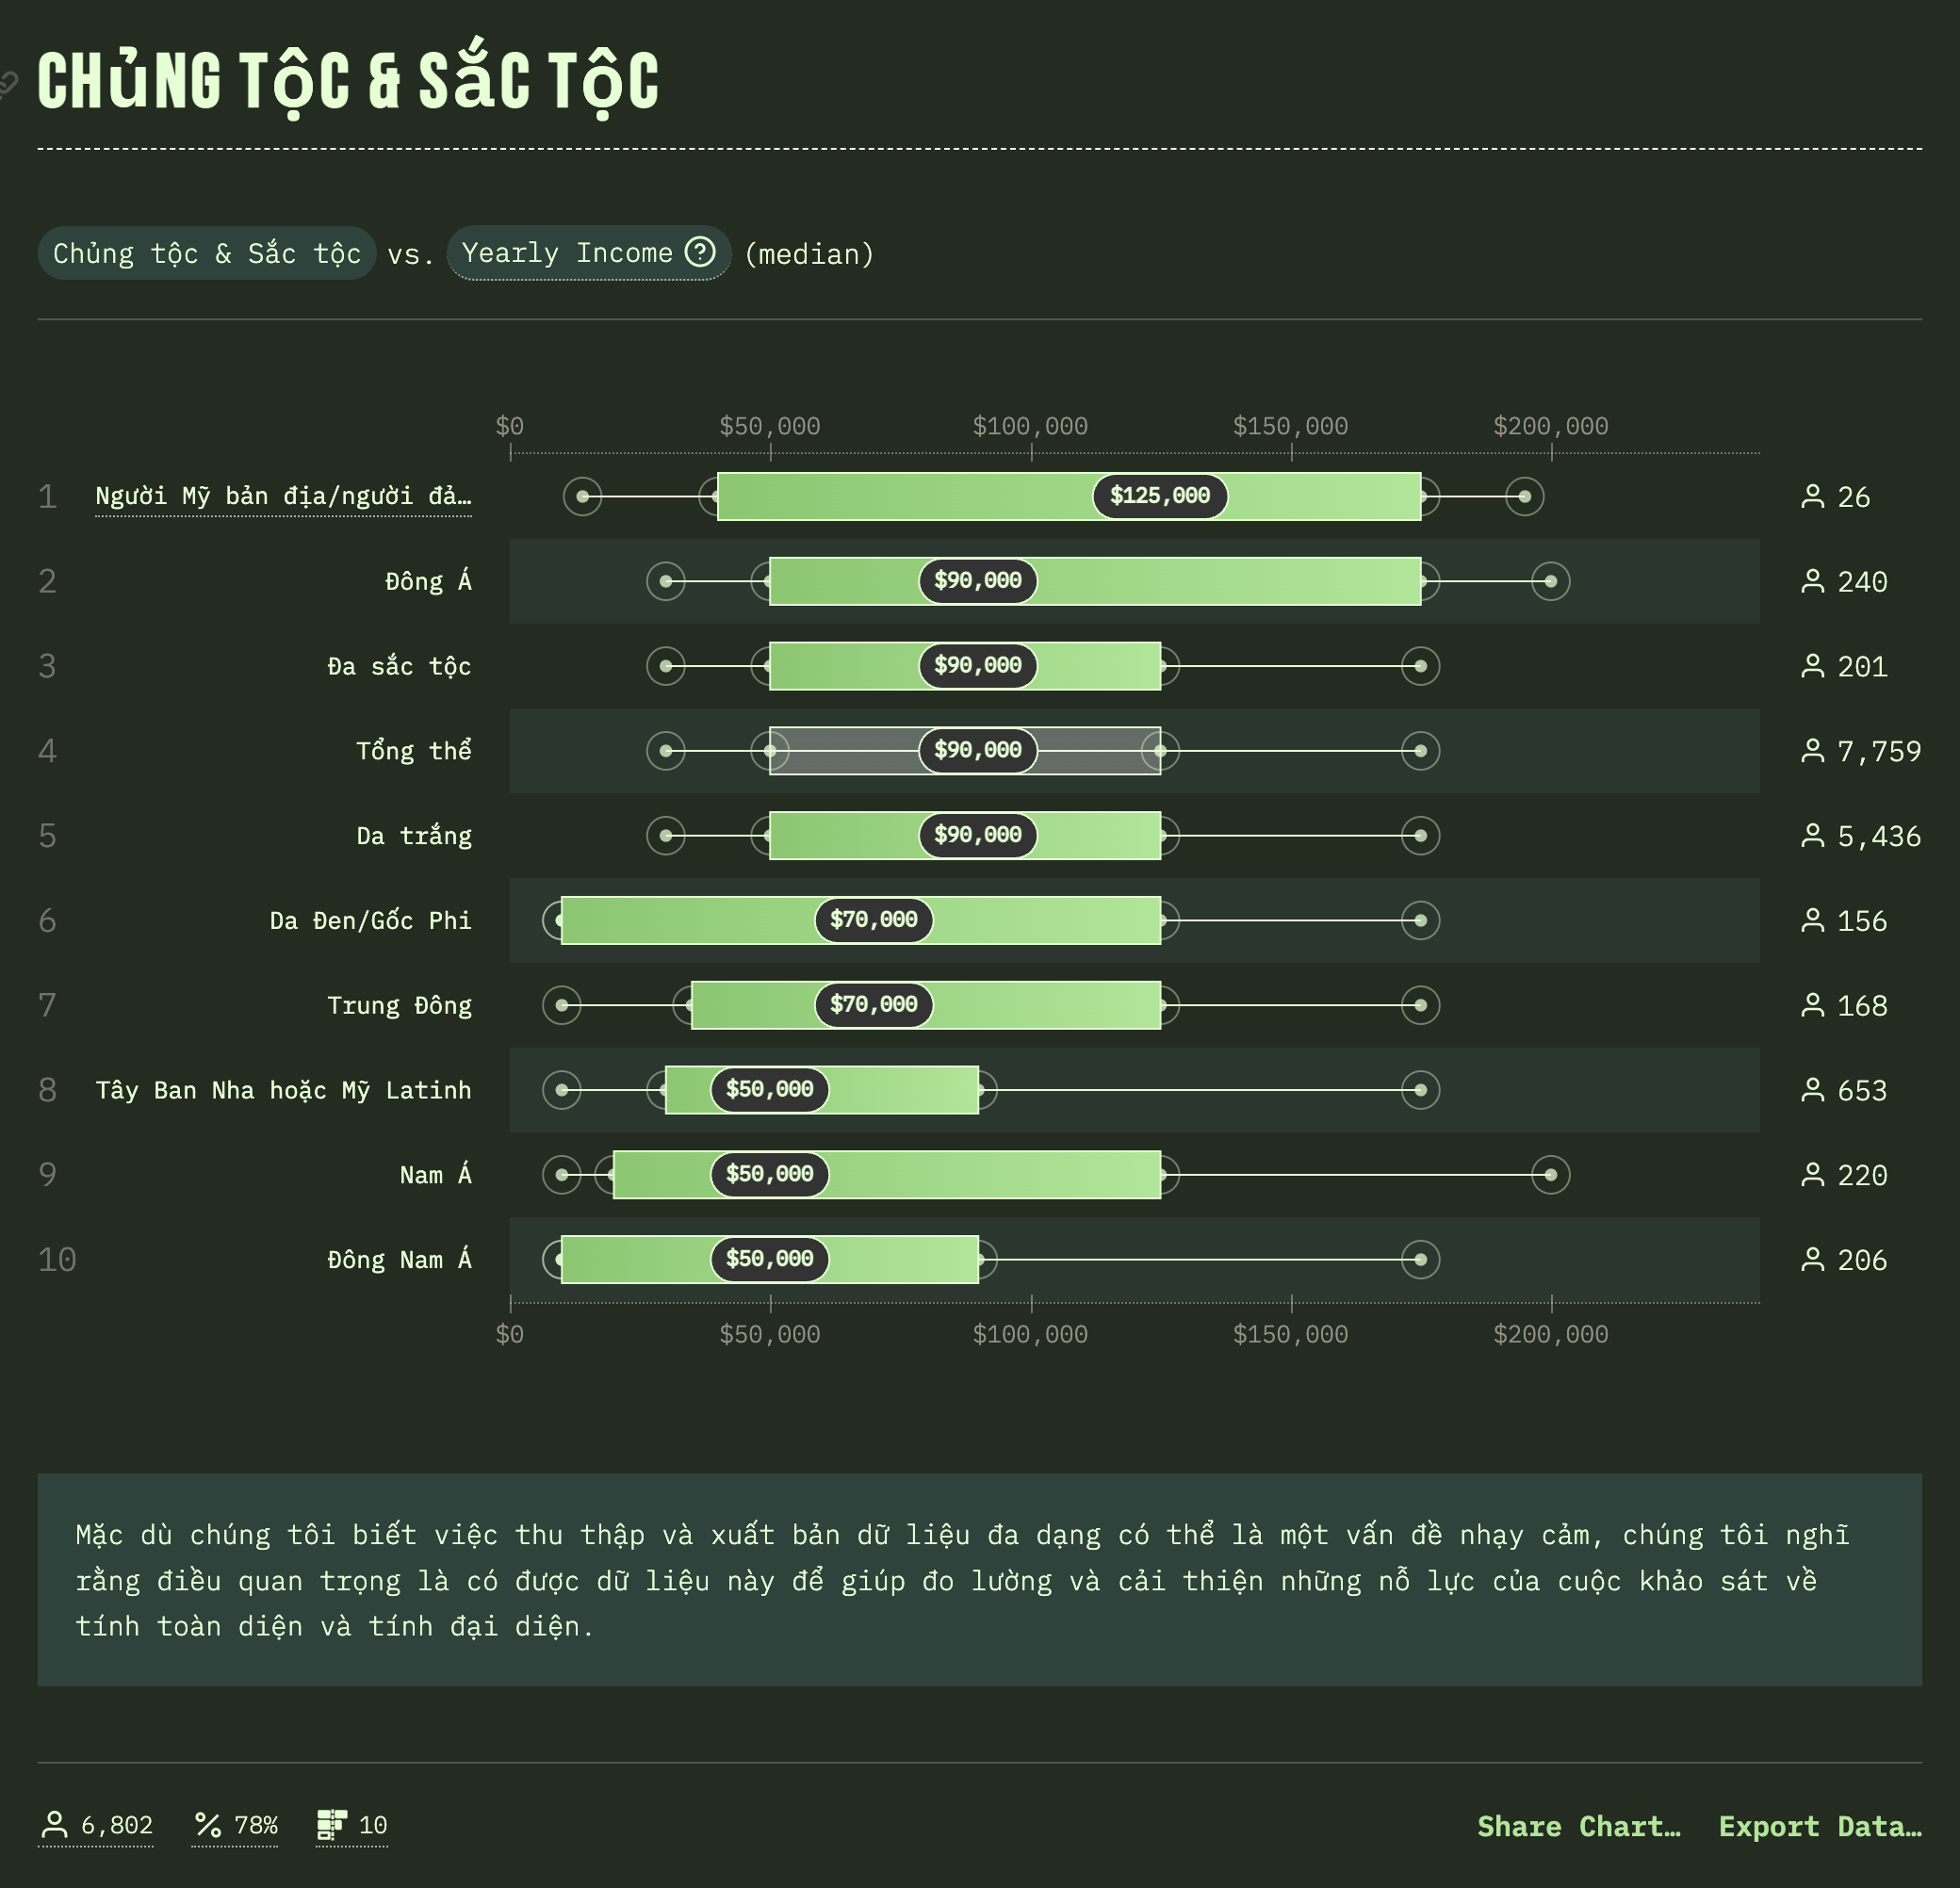 CHủNG TộC & SắC TộC
Chủng tộc & Sắc tộc vs. Yearly Income (median)
$0 $50,000 $100,000 $150,000 $200,000
1 Người Mỹ bản địa/người đả… $125,000 26
2 Đông Á $90,000 240
3 Đa sắc tộc $90,000 201
4 Tổng thể $90,000 7,759
5 Da trắng $90,000 5,436
6 Da Đen/Gốc Phi $70,000 156
7 Trung Đông $70,000 168
8 Tây Ban Nha hoặc Mỹ Latinh $50,000 653
9 Nam Á $50,000 220
10 Đông Nam Á $50,000 206
$0 $50,000 $100,000 $150,000 $200,000
Mặc dù chúng tôi biết việc thu thập và xuất bản dữ liệu đa dạng có thể là một vấn đề nhạy cảm, chúng tôi nghĩ
rằng điều quan trọng là có được dữ liệu này để giúp đo lường và cải thiện những nỗ lực của cuộc khảo sát về
tính toàn diện và tính đại diện.
6,802 78% 10 Share Chart… Export Data…